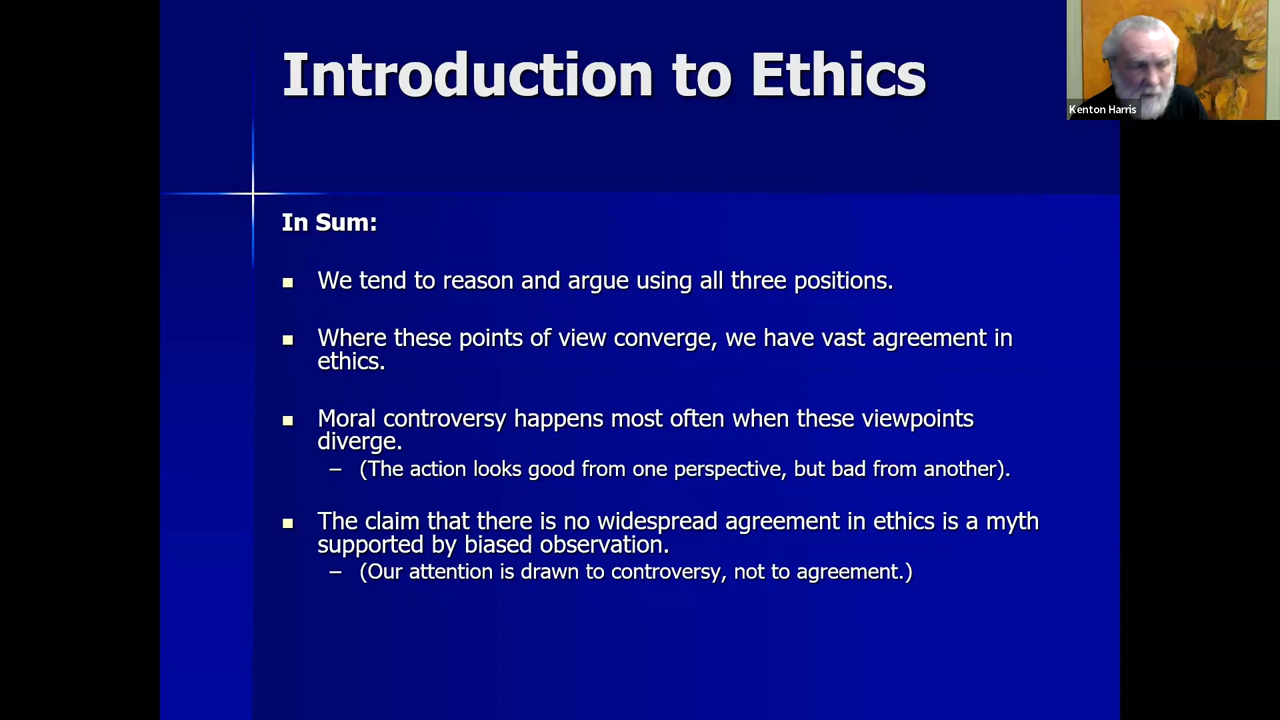 Introduction to Ethics
Kenton Harris
In Sum:
We tend to reason and argue using all three positions.
Where these points of view converge, we have vast agreement in
ethics.
Moral controversy happens most often when these viewpoints
diverge.
– (The action looks good from one perspective, but bad from another).
The claim that there is no widespread agreement in ethics is a myth
supported by biased observation.
– (Our attention is drawn to controversy, not to agreement.)